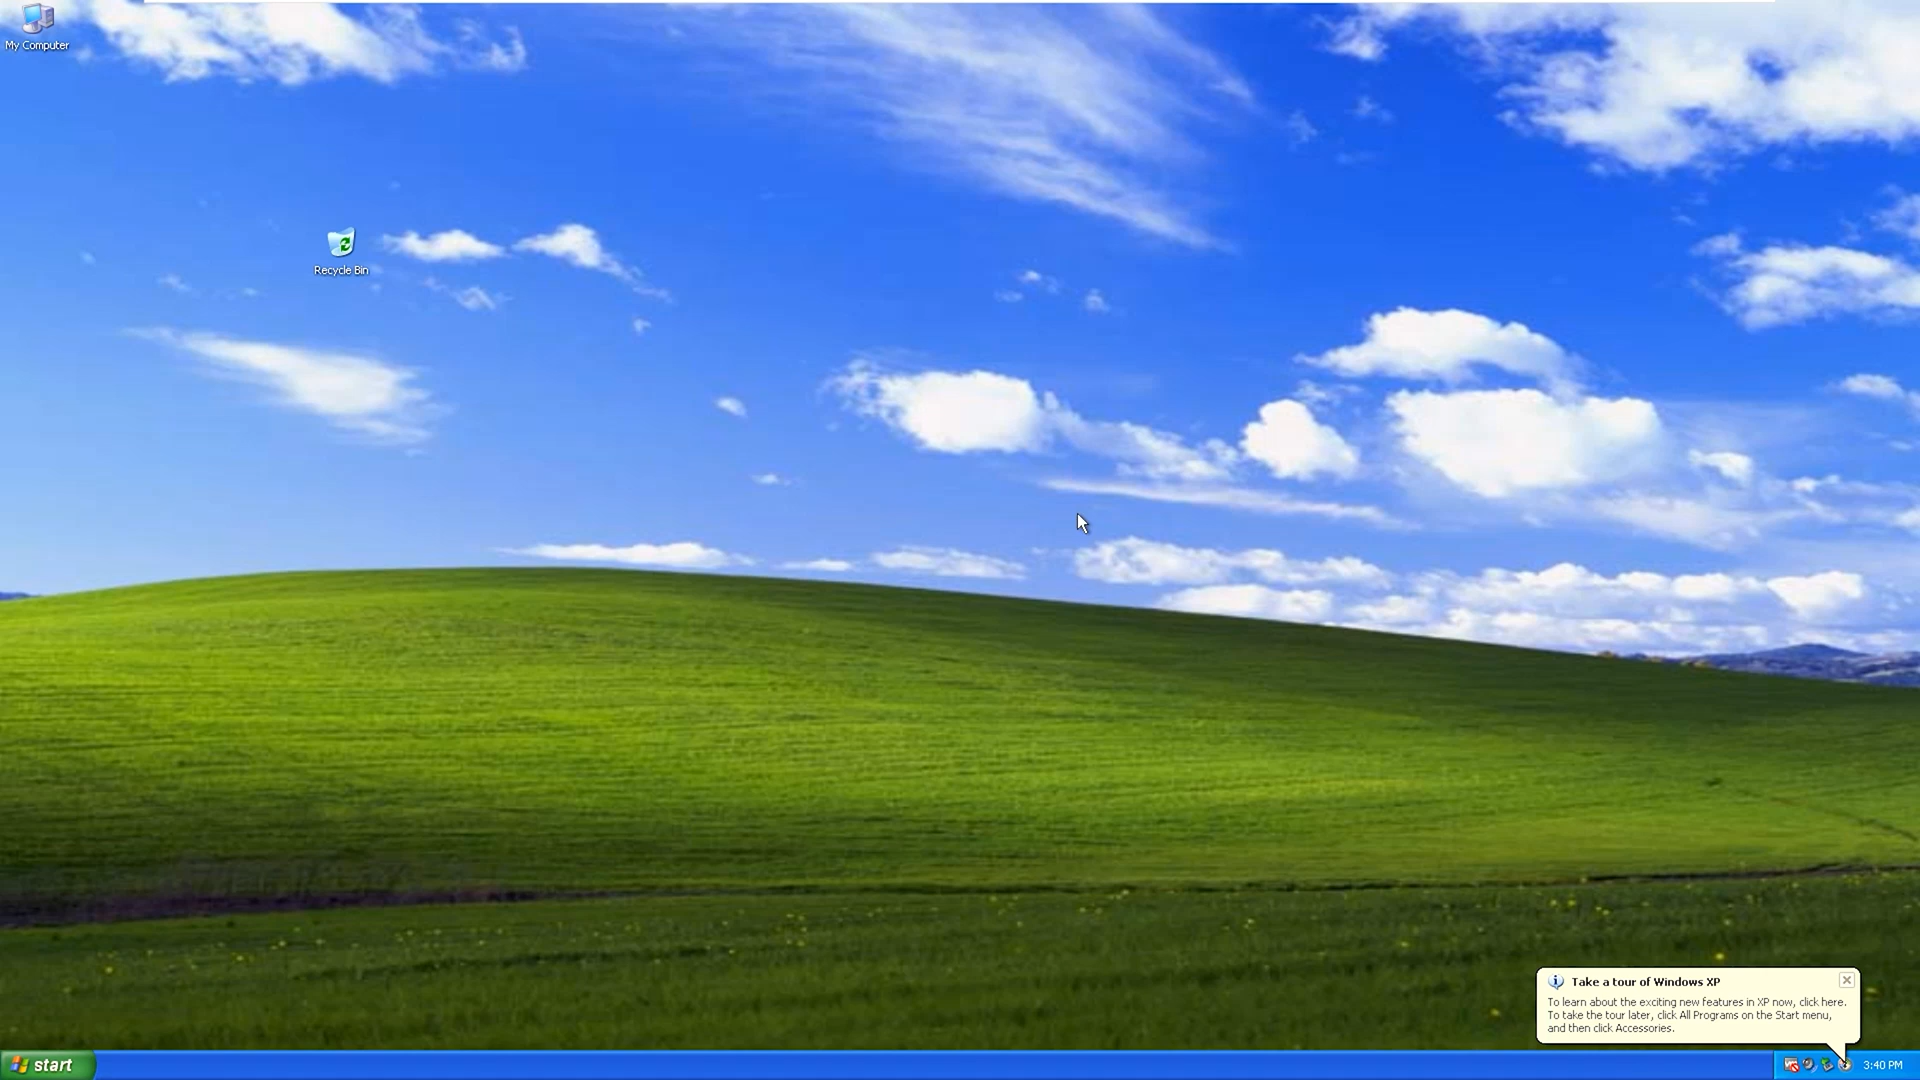 My Computer
Recycle Bin
Take a tour of Windows XP
To learn about the exciting new features in XP now, click here.
To take the tour later, click All Programs on the Start menu,
and then click Accessories.
start
3:40 PM